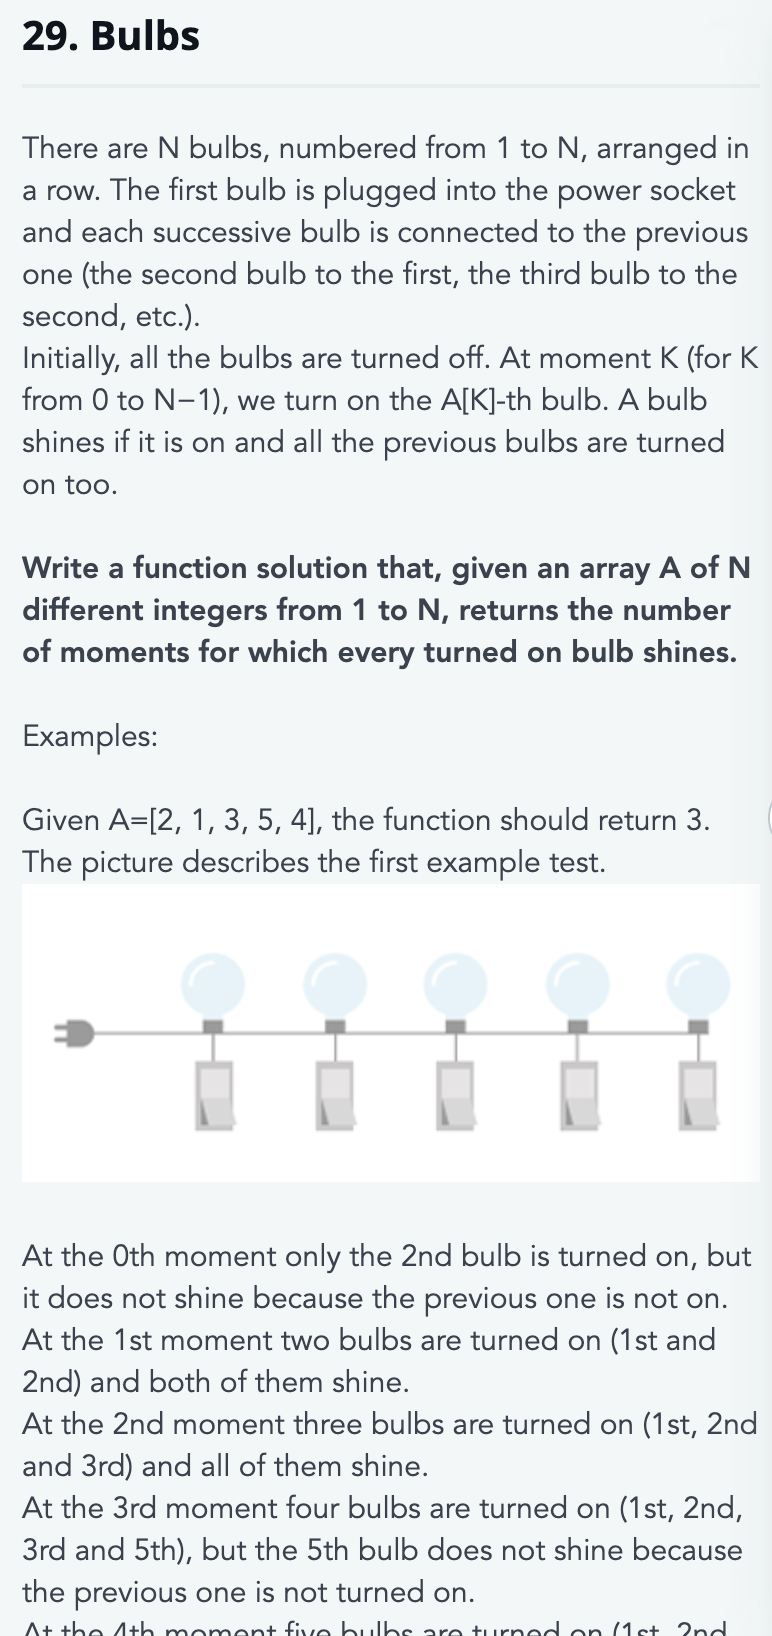 29. Bulbs
There are N bulbs, numbered from 1 to N, arranged in
a row. The first bulb is plugged into the power socket
and each successive bulb is connected to the previous
one (the second bulb to the first, the third bulb to the
second, etc.).
Initially, all the bulbs are turned off. At moment K (for K
from 0 to N−1), we turn on the A[K]-th bulb. A bulb
shines if it is on and all the previous bulbs are turned
on too.
Write a function solution that, given an array A of N
different integers from 1 to N, returns the number
of moments for which every turned on bulb shines.
Examples:
Given A=[2, 1, 3, 5, 4], the function should return 3.
The picture describes the first example test.
At the 0th moment only the 2nd bulb is turned on, but
it does not shine because the previous one is not on.
At the 1st moment two bulbs are turned on (1st and
2nd) and both of them shine.
At the 2nd moment three bulbs are turned on (1st, 2nd
and 3rd) and all of them shine.
At the 3rd moment four bulbs are turned on (1st, 2nd,
3rd and 5th), but the 5th bulb does not shine because
the previous one is not turned on.
At the 4th moment five bulbs are turned on (1st, 2nd